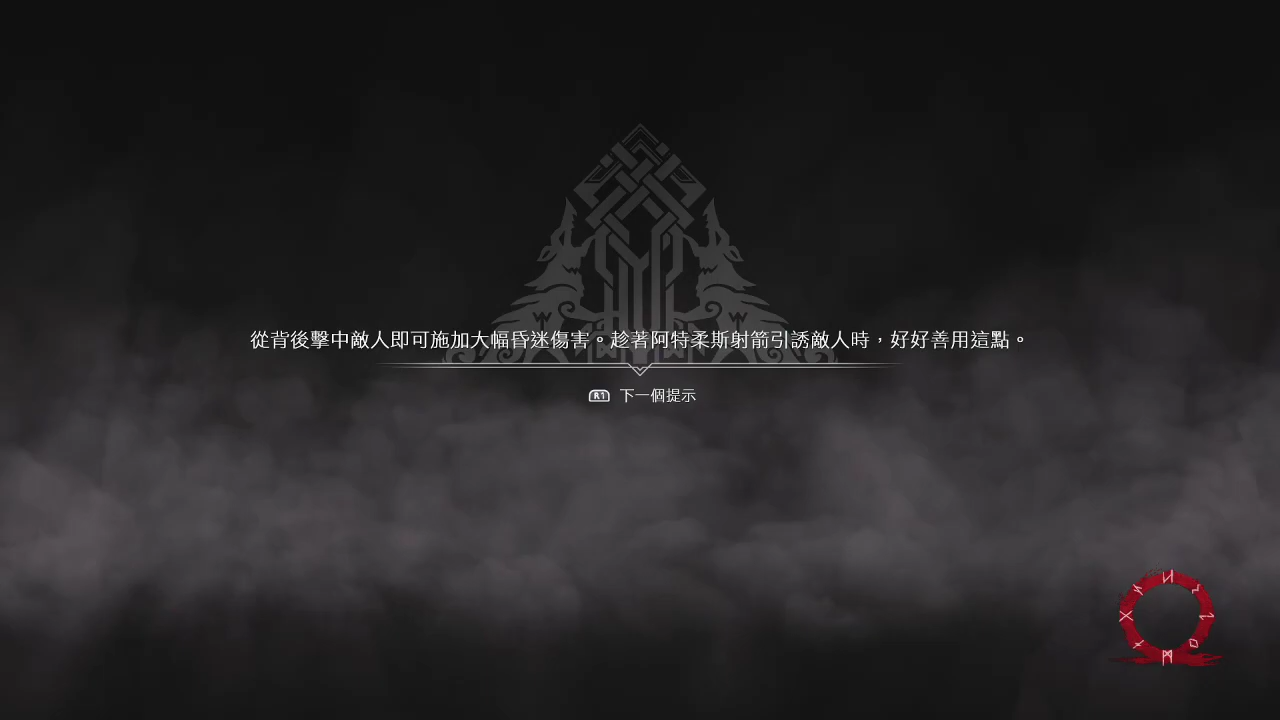 從背後擊中敵人即可施加大幅昏迷傷害。趁著阿特柔斯射箭引誘敵人時，好好善用這點。
R1 下一個提示